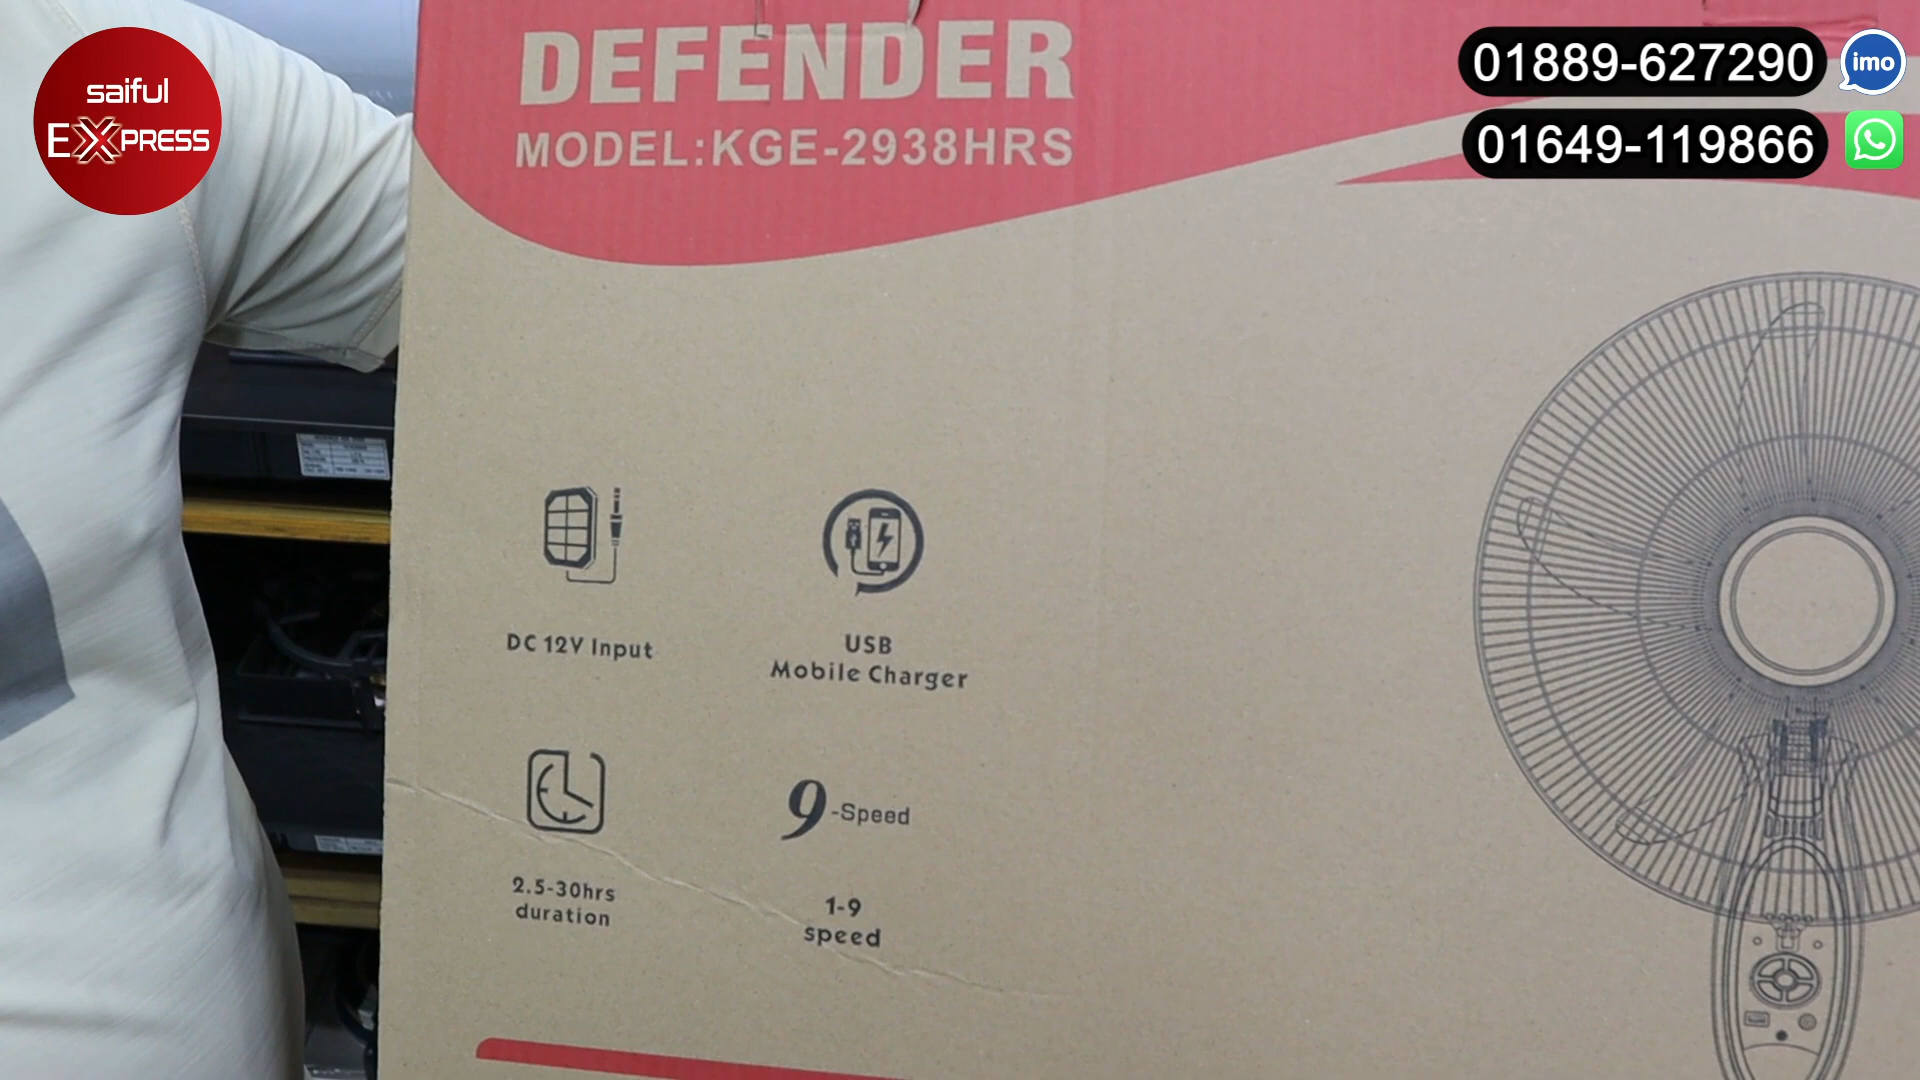 saiful
EXPRESS
01889-627290
imo
01649-119866
DEFENDER
MODEL:KGE-2938HRS
DC 12V Input
USB
Mobile Charger
9-Speed
2.5-30hrs
duration
1-9
speed